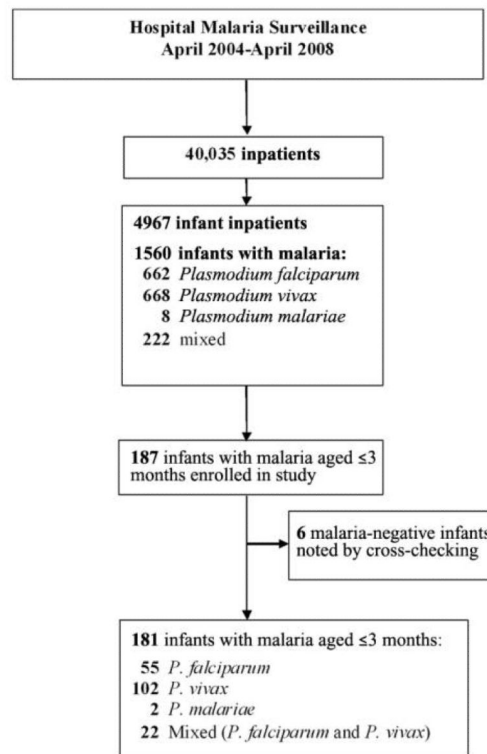 Hospital Malaria Surveillance
April 2004-April 2008
40,035 inpatients
4967 infant inpatients
1560 infants with malaria:
662 Plasmodium falciparum
668 Plasmodium vivax
8 Plasmodium malariae
222 mixed
187 infants with malaria aged ≤3
months enrolled in study
6 malaria-negative infants
noted by cross-checking
181 infants with malaria aged ≤3 months:
55 P. falciparum
102 P. vivax
2 P. malariae
22 Mixed (P. falciparum and P. vivax)